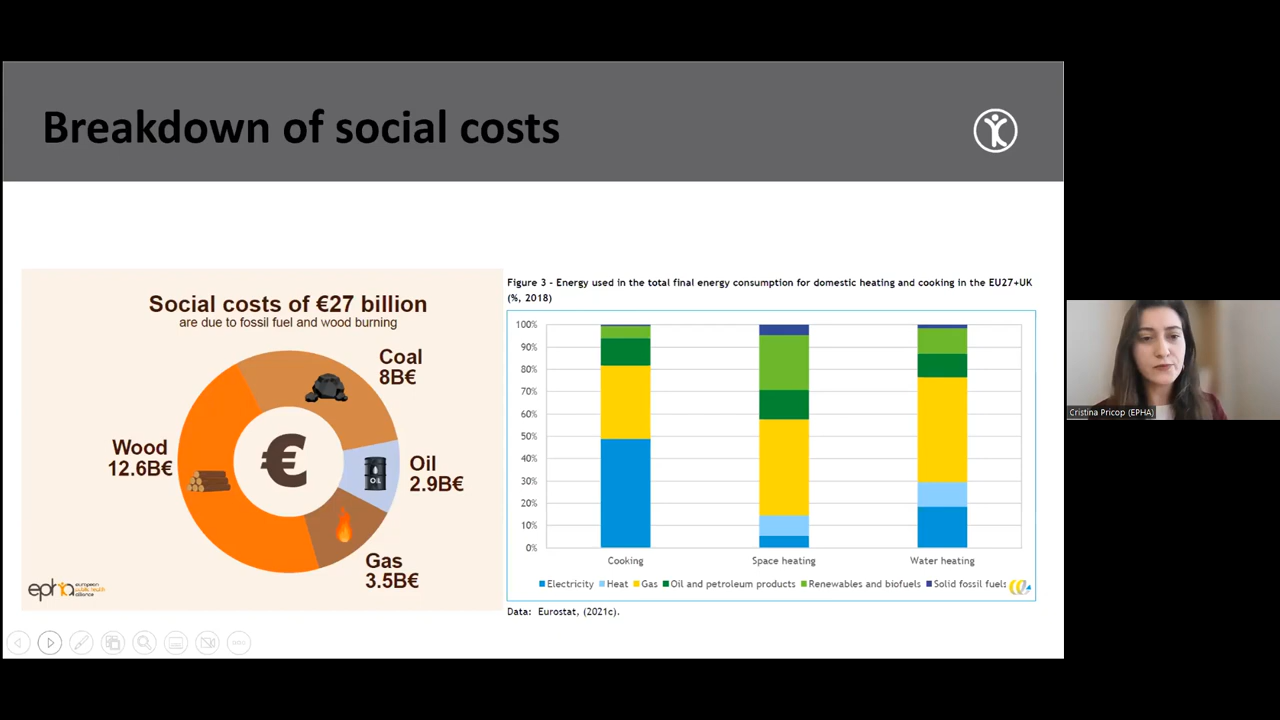 Breakdown of social costs
Social costs of €27 billion
are due to fossil fuel and wood burning
Coal
8B€
Wood
12.6B€
€
Oil
2.9B€
OIL
Gas
3.5B€
epha
european
public health
alliance
Figure 3 - Energy used in the total final energy consumption for domestic heating and cooking in the EU27+UK
(%, 2018)
100%
90%
80%
70%
60%
50%
40%
30%
20%
10%
0%
Cooking
Space heating
Water heating
Electricity
Heat
Gas
Oil and petroleum products
Renewables and biofuels
Solid fossil fuels
Data: Eurostat, (2021c).
Cristina Pricop (EPHA)